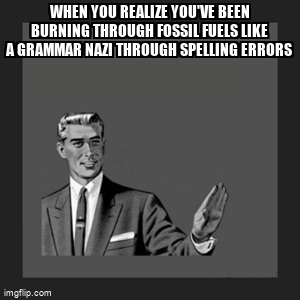 WHEN YOU REALIZE YOU'VE BEEN
BURNING THROUGH FOSSIL FUELS LIKE
A GRAMMAR NAZI THROUGH SPELLING ERRORS
imgflip.com